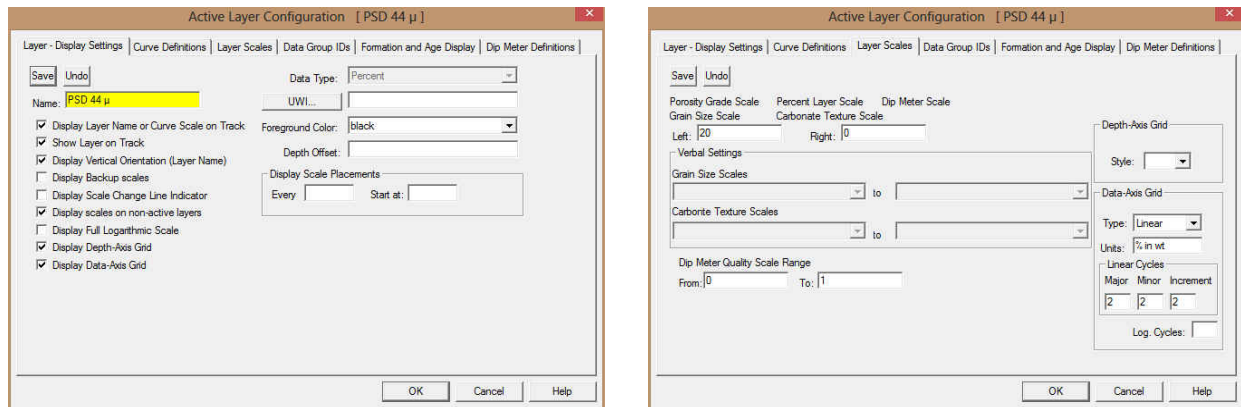 Active Layer Configuration [ PSD 44 µ ]
Layer - Display Settings Curve Definitions Layer Scales Data Group IDs Formation and Age Display Dip Meter Definitions
Save Undo
Data Type: Percent
Name: PSD 44 µ
UWI...
Display Layer Name or Curve Scale on Track
Foreground Color: black
Show Layer on Track
Display Vertical Orientation (Layer Name)
Depth Offset:
Display Backup scales
Display Scale Placements
Display Scale Change Line Indicator
Every Start at:
Display scales on non-active layers
Display Full Logarithmic Scale
Display Depth-Axis Grid
Display Data-Axis Grid
OK Cancel Help
Active Layer Configuration [ PSD 44 µ ]
Layer - Display Settings Curve Definitions Layer Scales Data Group IDs Formation and Age Display Dip Meter Definitions
Save Undo
Porosity Grade Scale Percent Layer Scale Dip Meter Scale
Grain Size Scale Carbonate Texture Scale
Left: 20 Right: 0
Verbal Settings
Grain Size Scales
to
Carbonte Texture Scales
to
Dip Meter Quality Scale Range
From: 0 To: 1
Depth-Axis Grid
Style:
Data-Axis Grid
Type: Linear
Units: % in wt
Linear Cycles
Major Minor Increment
2 2 2
Log. Cycles:
OK Cancel Help